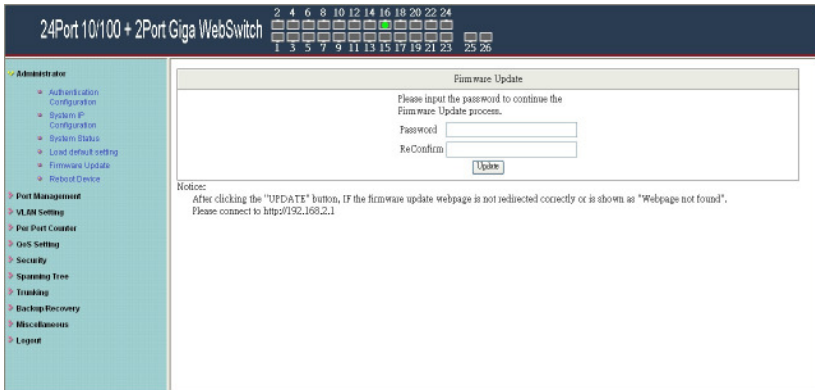 24Port 10/100 + 2Port Giga WebSwitch
2 4 6 8 10 12 14 16 18 20 22 24
1 3 5 7 9 11 13 15 17 19 21 23 25 26
Administrator
Authentication
Configuration
System IP
Configuration
System Status
Load default setting
Firmware Update
Reboot Device
Port Management
VLAN Setting
Per Port Counter
QoS Setting
Security
Spanning Tree
Trunking
Backup/Recovery
Miscellaneous
Logout
Firmware Update
Please input the password to continue the
Firmware Update process.
Password
ReConfirm
Update
Notice:
After clicking the "UPDATE" button, IF the firmware update webpage is not redirected correctly or is shown as "Webpage not found".
Please connect to http://192.168.2.1